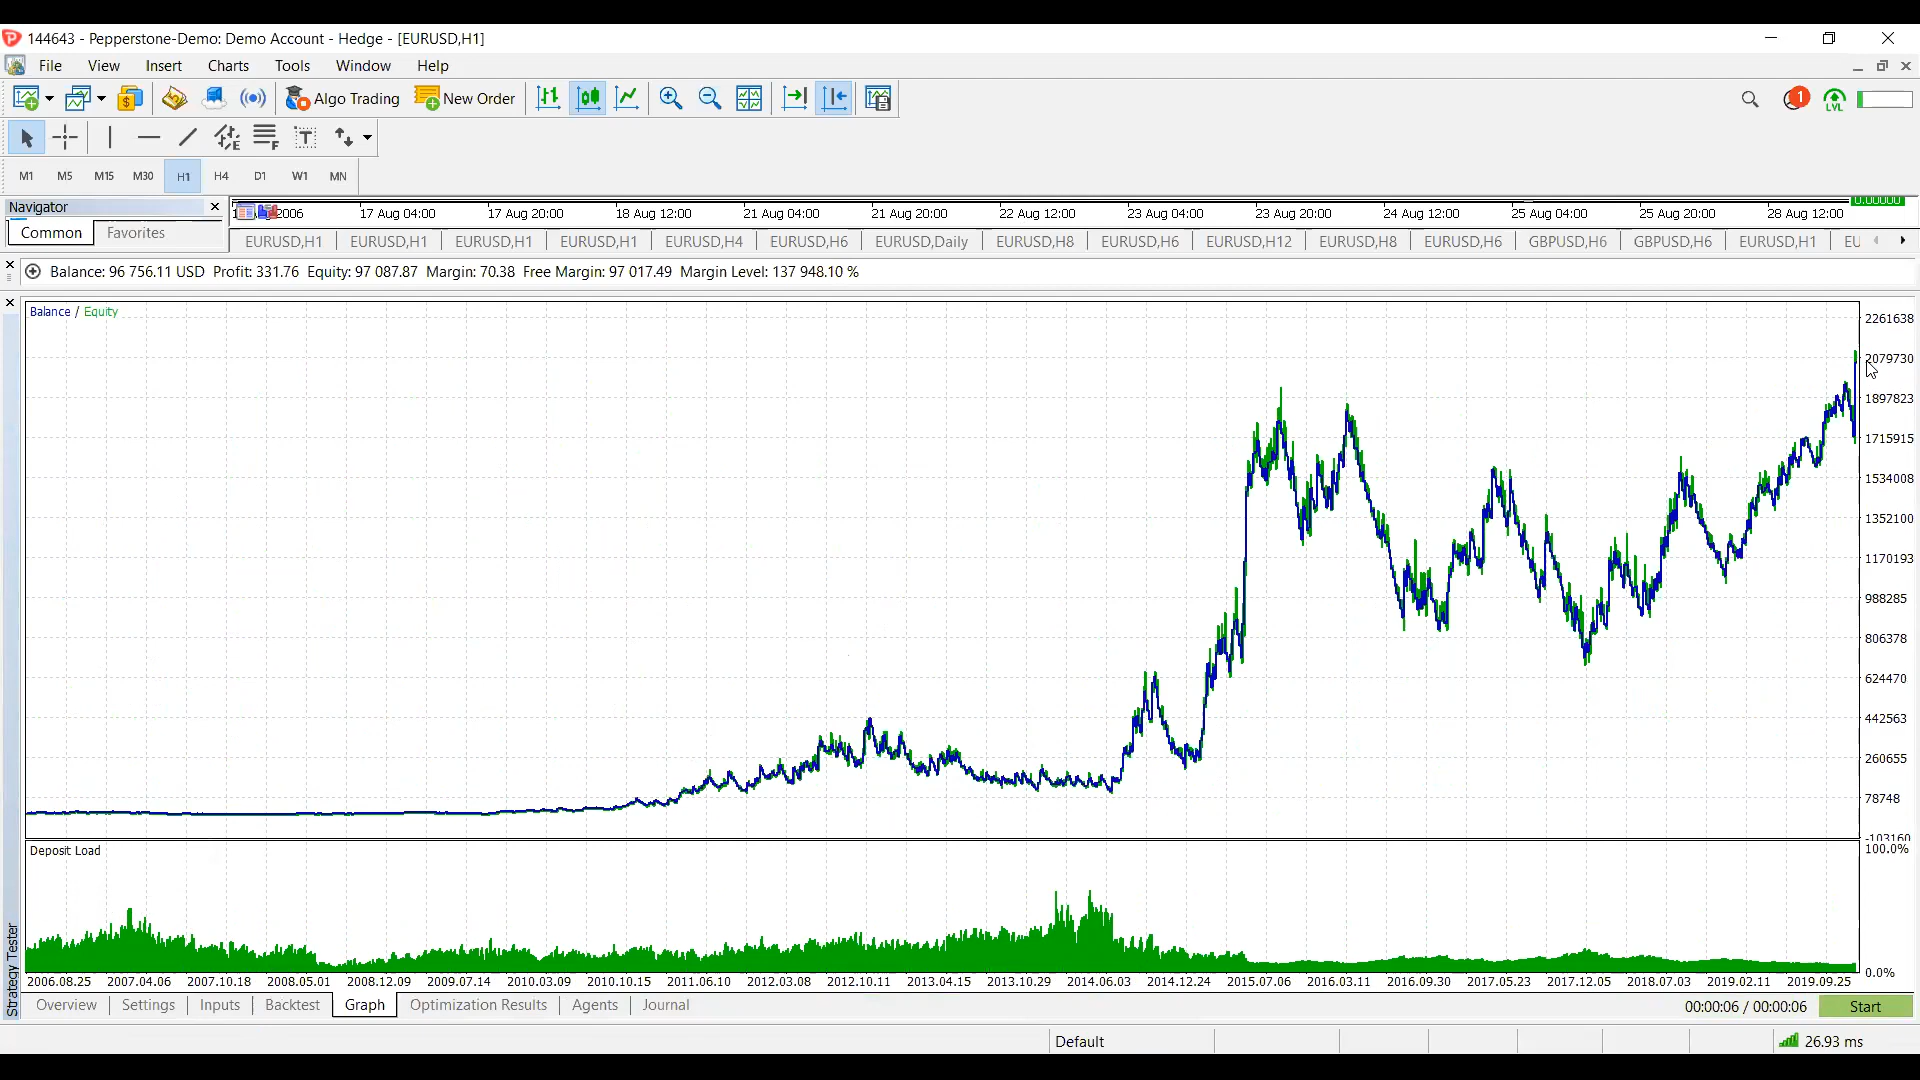 144643 - Pepperstone-Demo: Demo Account - Hedge - [EURUSD,H1]
File View Insert Charts Tools Window Help
Algo Trading New Order 1 LVL
M1 M5 M15 M30 H1 H4 D1 W1 MN
Navigator
Common Favorites
2006 17 Aug 04:00 17 Aug 20:00 18 Aug 12:00 21 Aug 04:00 21 Aug 20:00 22 Aug 12:00 23 Aug 04:00 23 Aug 20:00 24 Aug 12:00 25 Aug 04:00 25 Aug 20:00 28 Aug 12:00 0.00000
EURUSD,H1 EURUSD,H1 EURUSD,H1 EURUSD,H1 EURUSD,H4 EURUSD,H6 EURUSD,Daily EURUSD,H8 EURUSD,H6 EURUSD,H12 EURUSD,H8 EURUSD,H6 GBPUSD,H6 GBPUSD,H6 EURUSD,H1 EU
Balance: 96 756.11 USD Profit: 331.76 Equity: 97 087.87 Margin: 70.38 Free Margin: 97 017.49 Margin Level: 137 948.10 %
Balance / Equity
2261638
2079730
1897823
1715915
1534008
1352100
1170193
998285
806378
624470
442563
260655
78748
-103160
Deposit Load
100.0%
0.0%
2006.08.25 2007.04.06 2007.10.18 2008.05.01 2008.12.09 2009.07.14 2010.03.09 2010.10.15 2011.06.10 2012.03.08 2012.10.11 2013.04.15 2013.10.29 2014.06.03 2014.12.24 2015.07.06 2016.03.11 2016.09.30 2017.05.23 2017.12.05 2018.07.03 2019.02.11 2019.09.25
Strategy Tester
Overview Settings Inputs Backtest Graph Optimization Results Agents Journal 00:00:06 / 00:00:06 Start
Default 26.93 ms